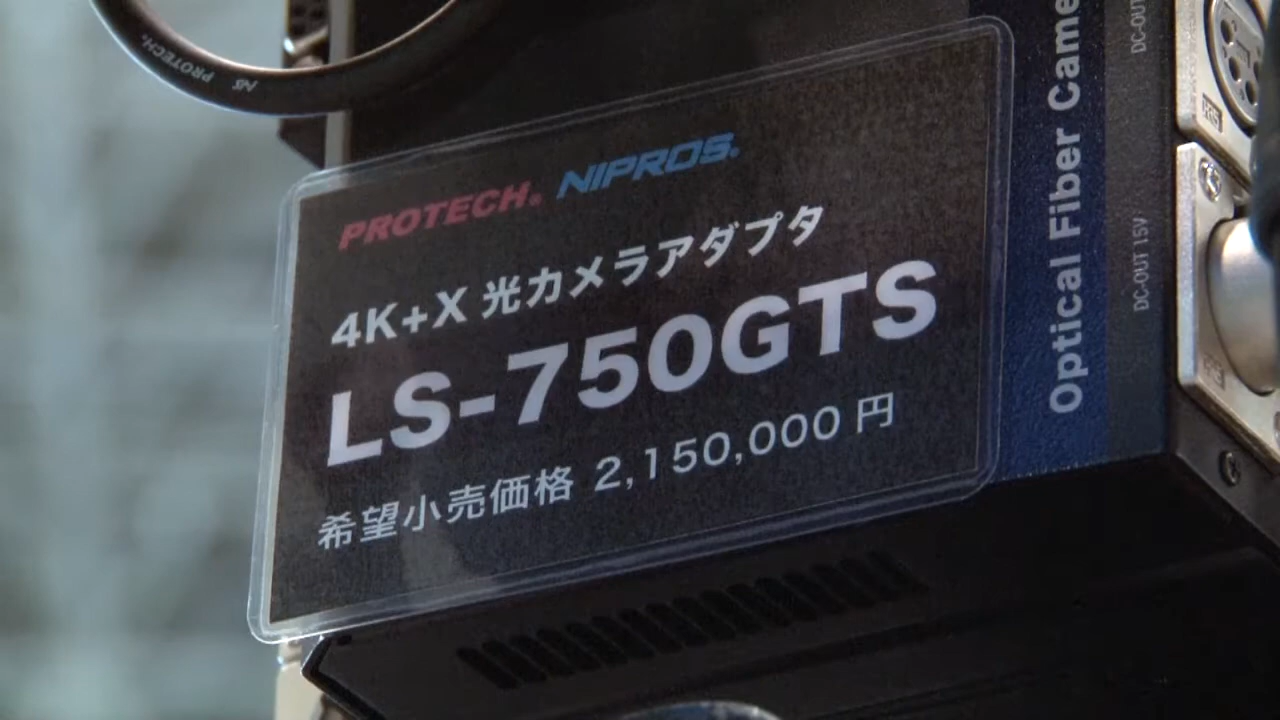 PROTECH. NIPROS.
4K+X 光カメラアダプタ
LS-750GTS
希望小売価格 2,150,000 円
Optical Fiber Came
DC-OUT 15V
DC-OUT
PROTECH.